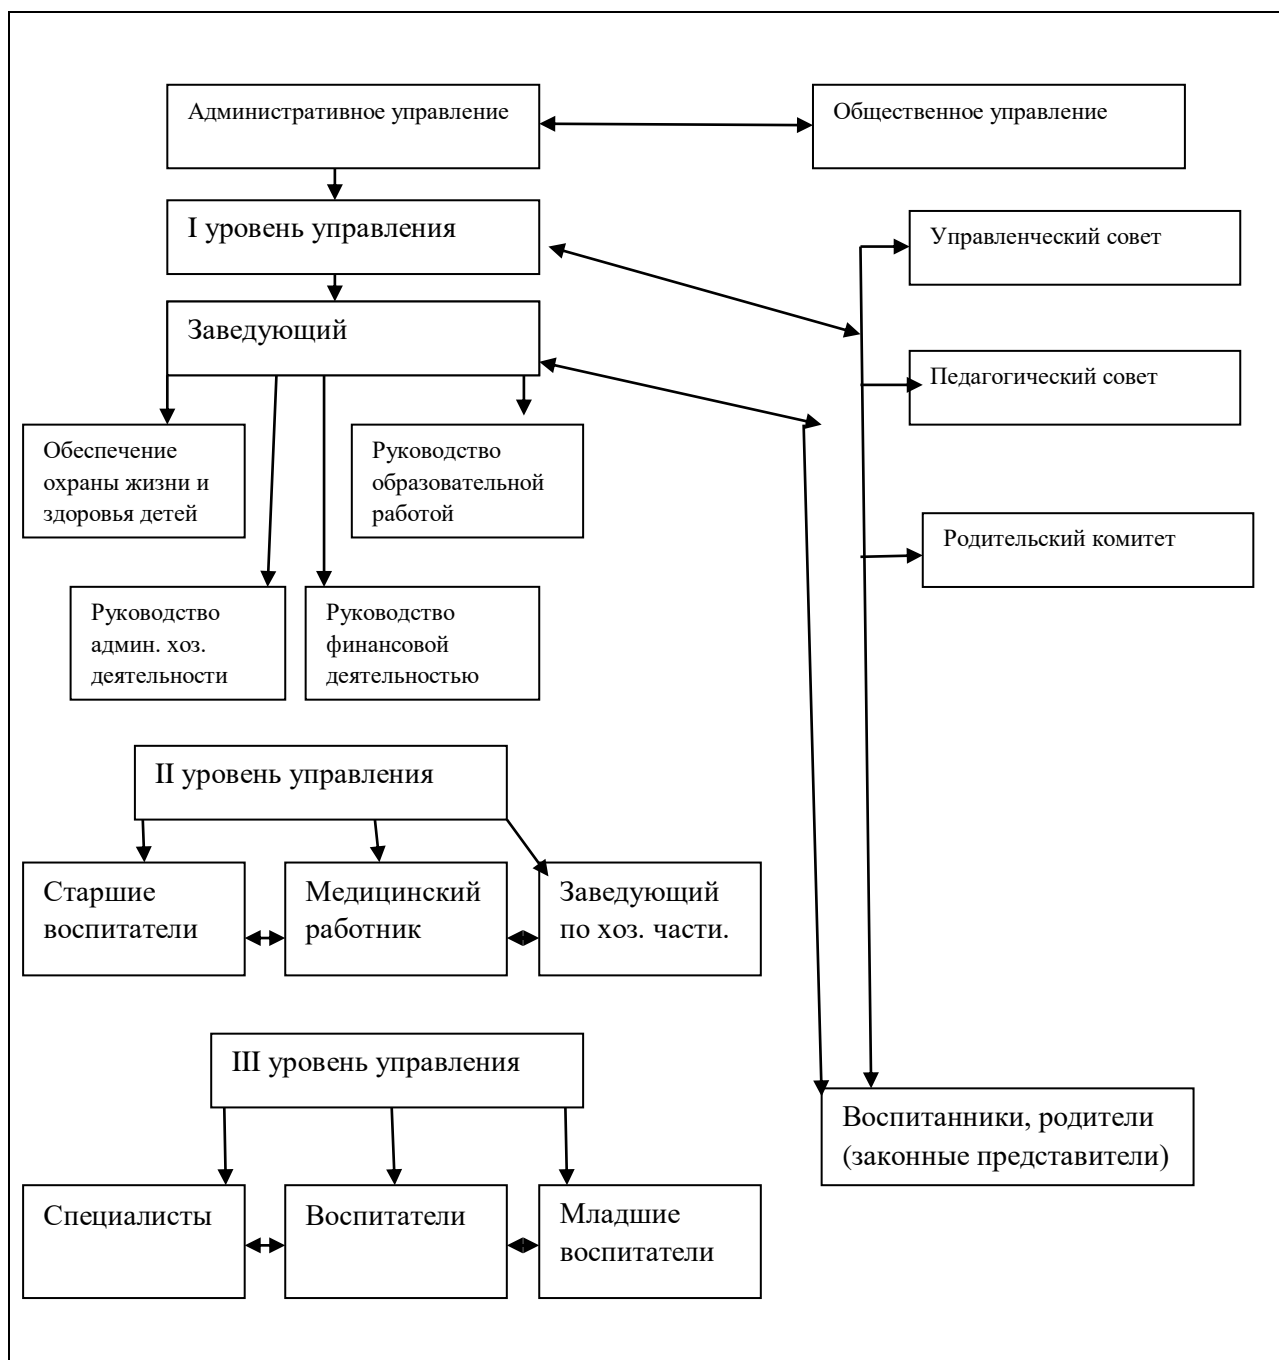 Административное управление
Общественное управление
I уровень управления
Управленческий совет
Заведующий
Педагогический совет
Обеспечение
охраны жизни и
здоровья детей
Руководство
образовательной
работой
Родительский комитет
Руководство
админ. хоз.
деятельности
Руководство
финансовой
деятельностью
II уровень управления
Старшие
воспитатели
Медицинский
работник
Заведующий
по хоз. части.
III уровень управления
Воспитанники, родители
(законные представители)
Специалисты
Воспитатели
Младшие
воспитатели